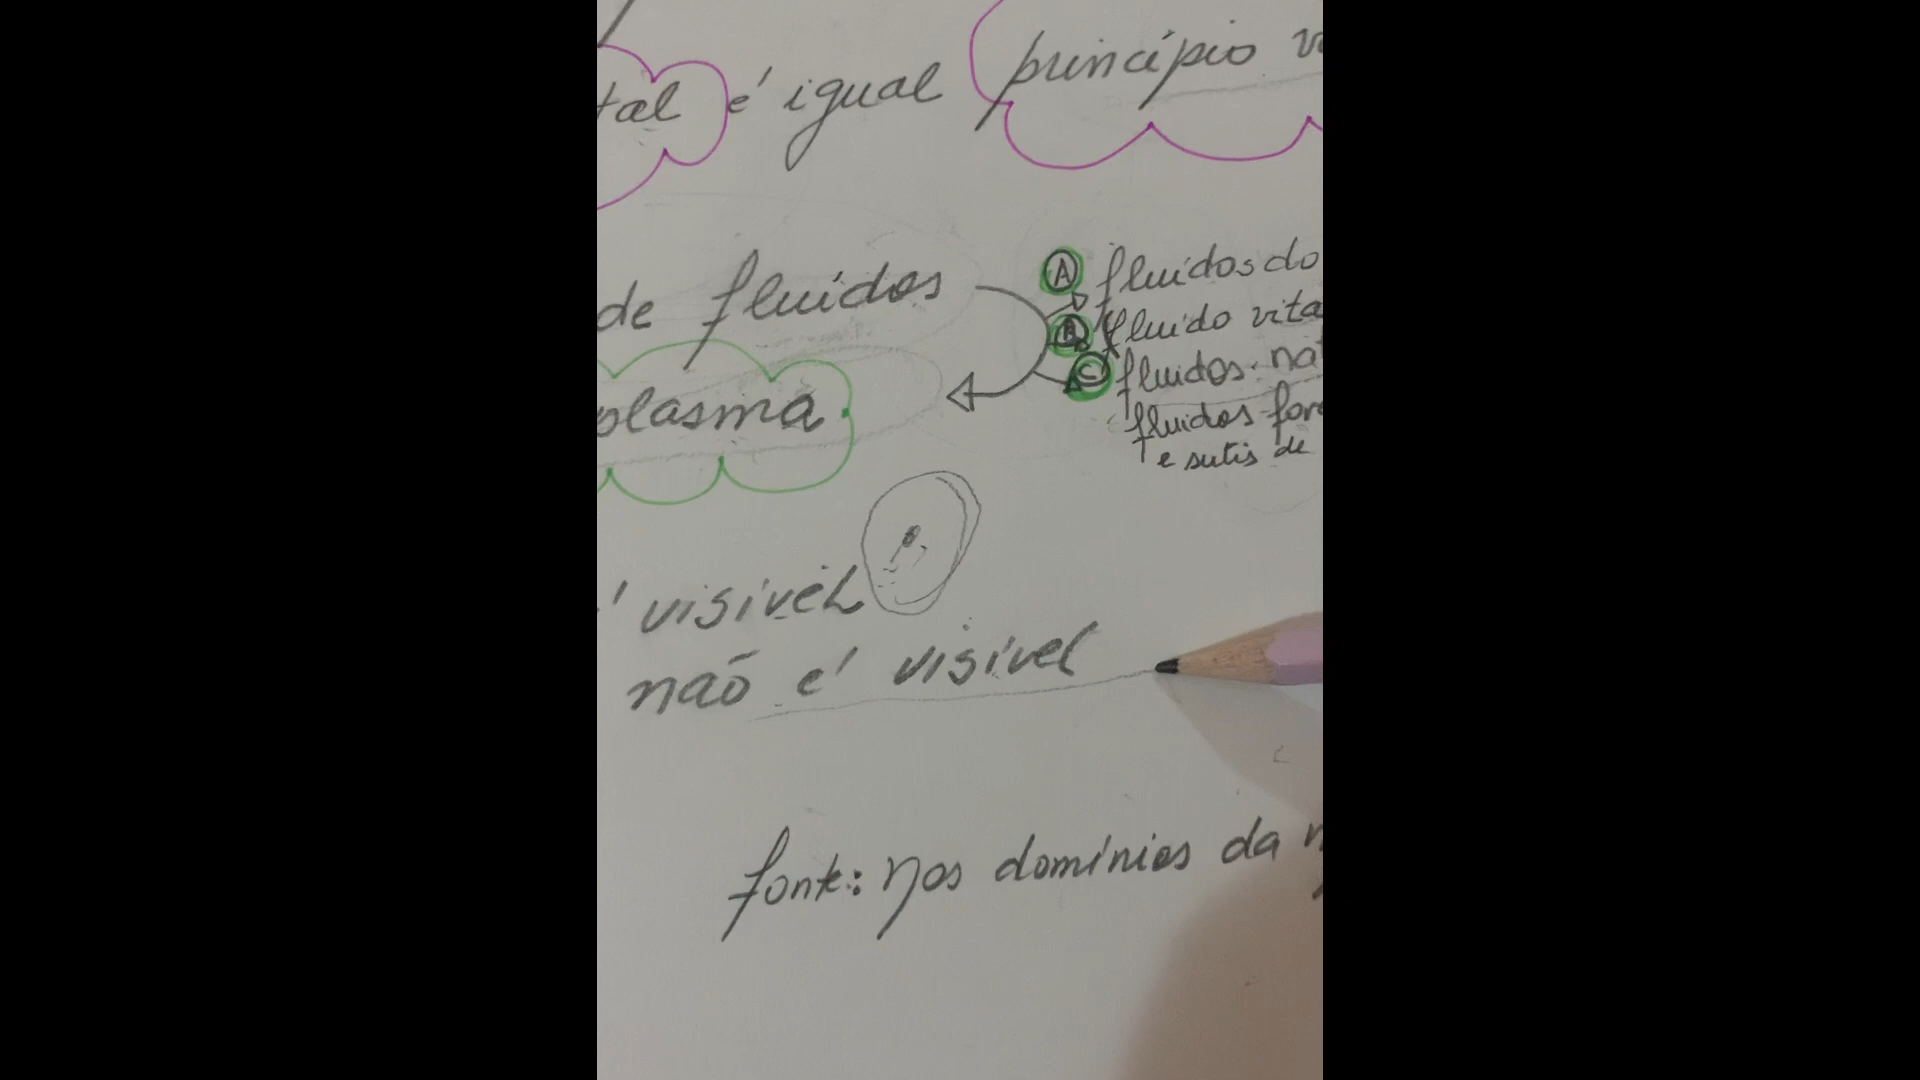 tal é igual princípio v
de fluidos
A fluidos do
B fluido vita
C fluidos na
fluidos for
e sutis de
plasma
é visível
não é visível
fonte: Nos domínios da